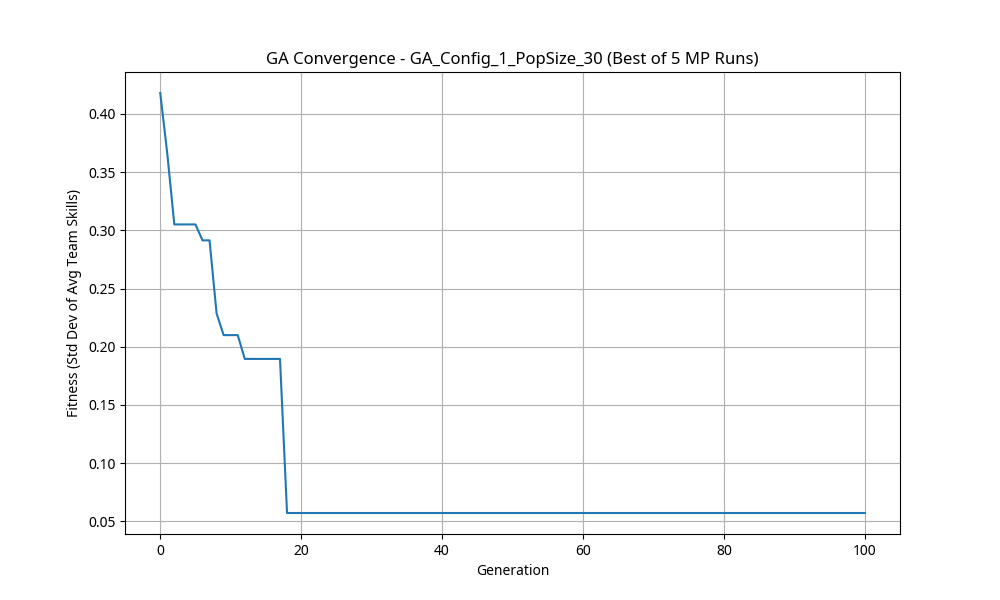 GA Convergence - GA_Config_1_PopSize_30 (Best of 5 MP Runs)
Fitness (Std Dev of Avg Team Skills)
0.40
0.35
0.30
0.25
0.20
0.15
0.10
0.05
0 20 40 60 80 100
Generation